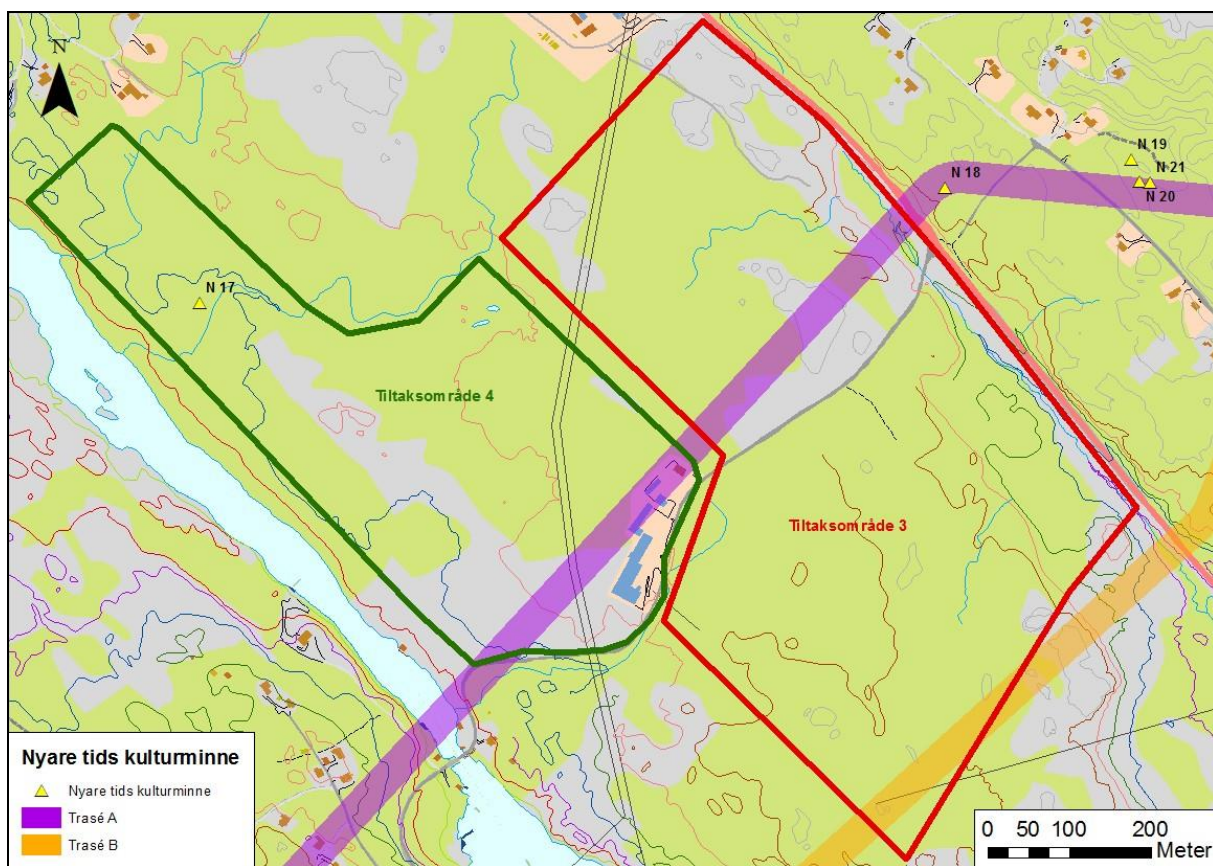 N
N 19
N 21
N 18
N 20
N 17
Tiltaksområde 4
Tiltaksområde 3
Nyare tids kulturminne
Nyare tids kulturminne
Trasé A
Trasé B
0 50 100 200
Meter